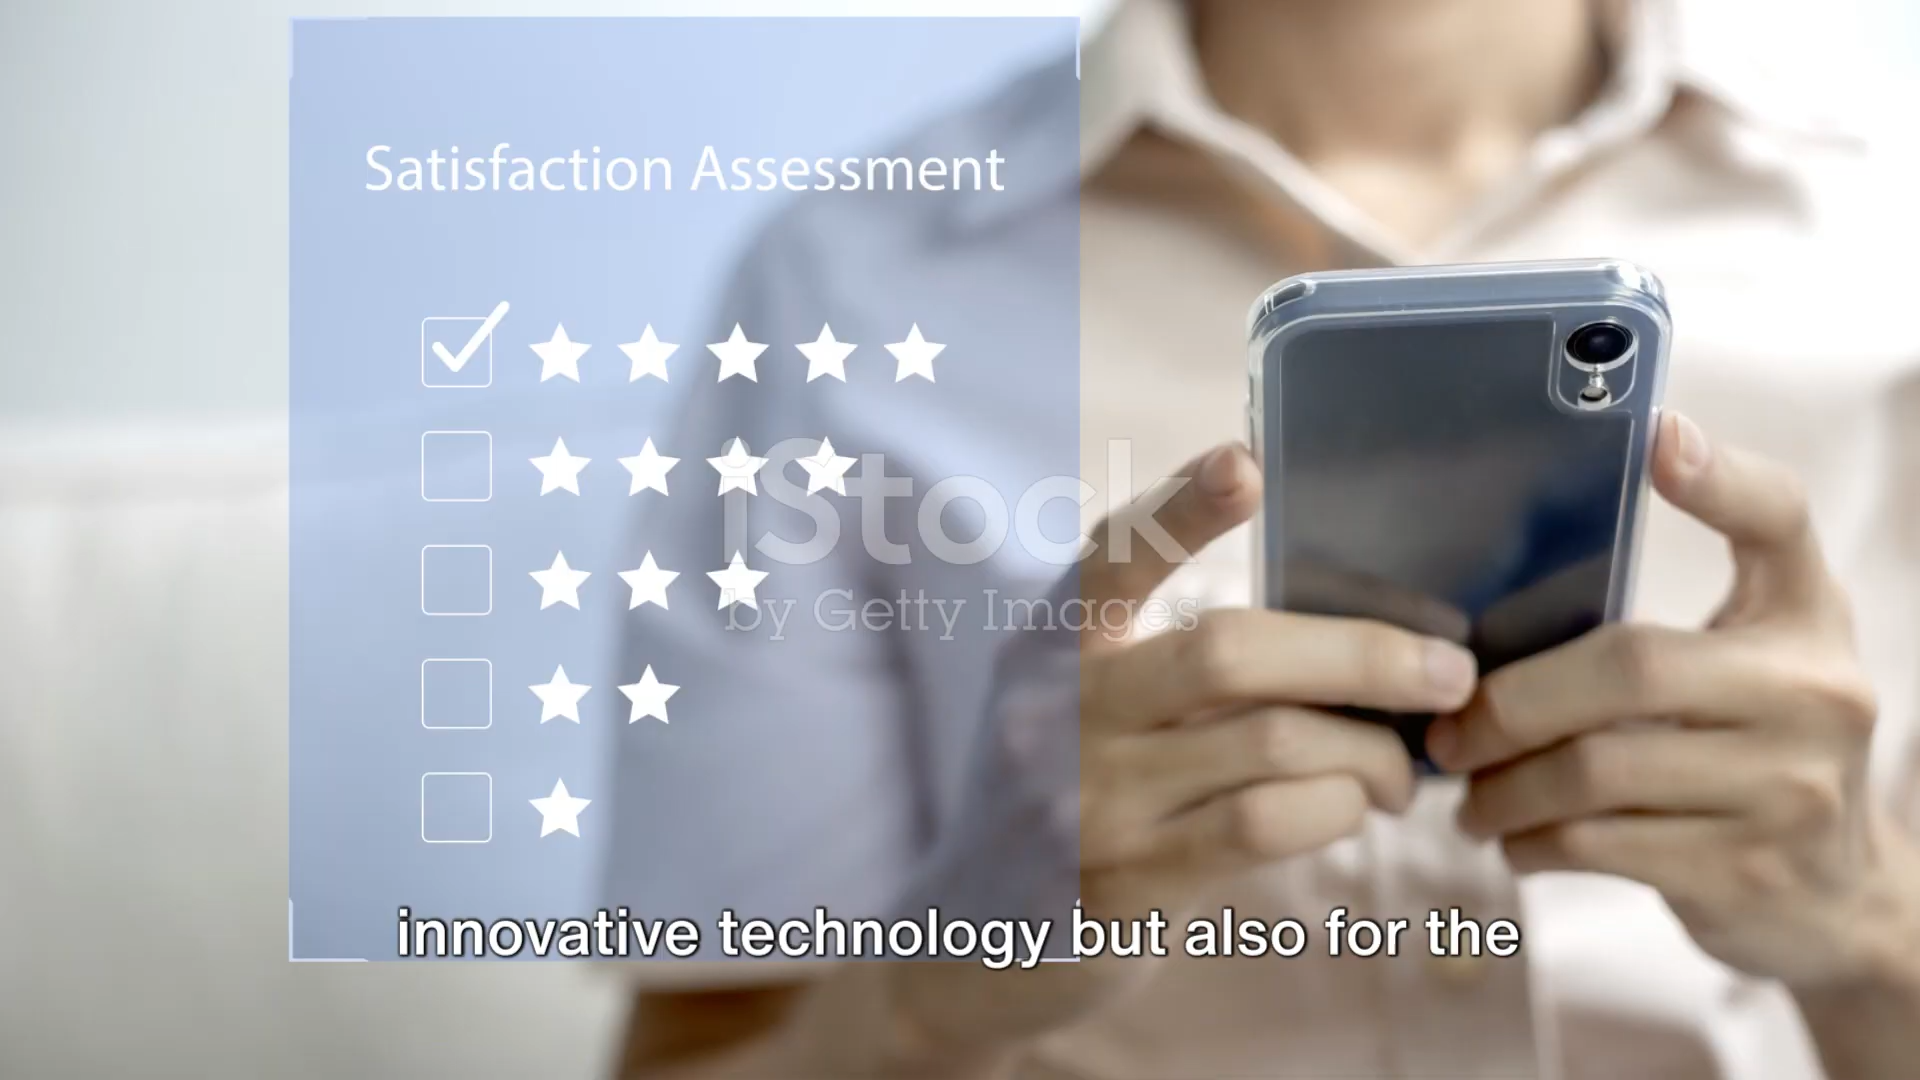 Satisfaction Assessment
iStock
by Getty Images
innovative technology but also for the